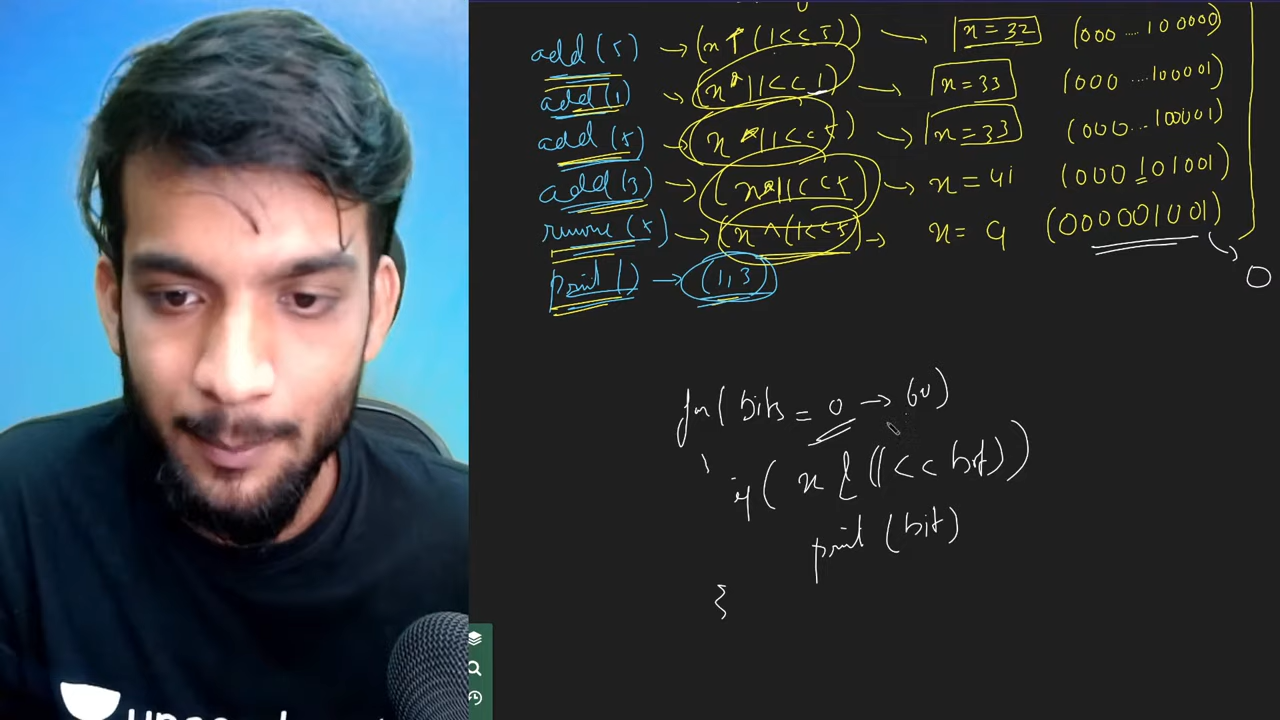 add(5) → (x | (1<<5)) → x=32 (000 .... 100000)
add(1) → (x | 1<<1) → x=33 (000 ....100001)
add(5) → (x | 1<<5) → x=33 (000...100001)
add(3) → (x | 1<<5) → x=41 (000 101001)
remove(5) → (x ^ (1<<5) → x= 9 (000001001)
print() → (1,3)
0
for( bits = 0 → 60)
if( x & (1<< bit))
print (bit)
}